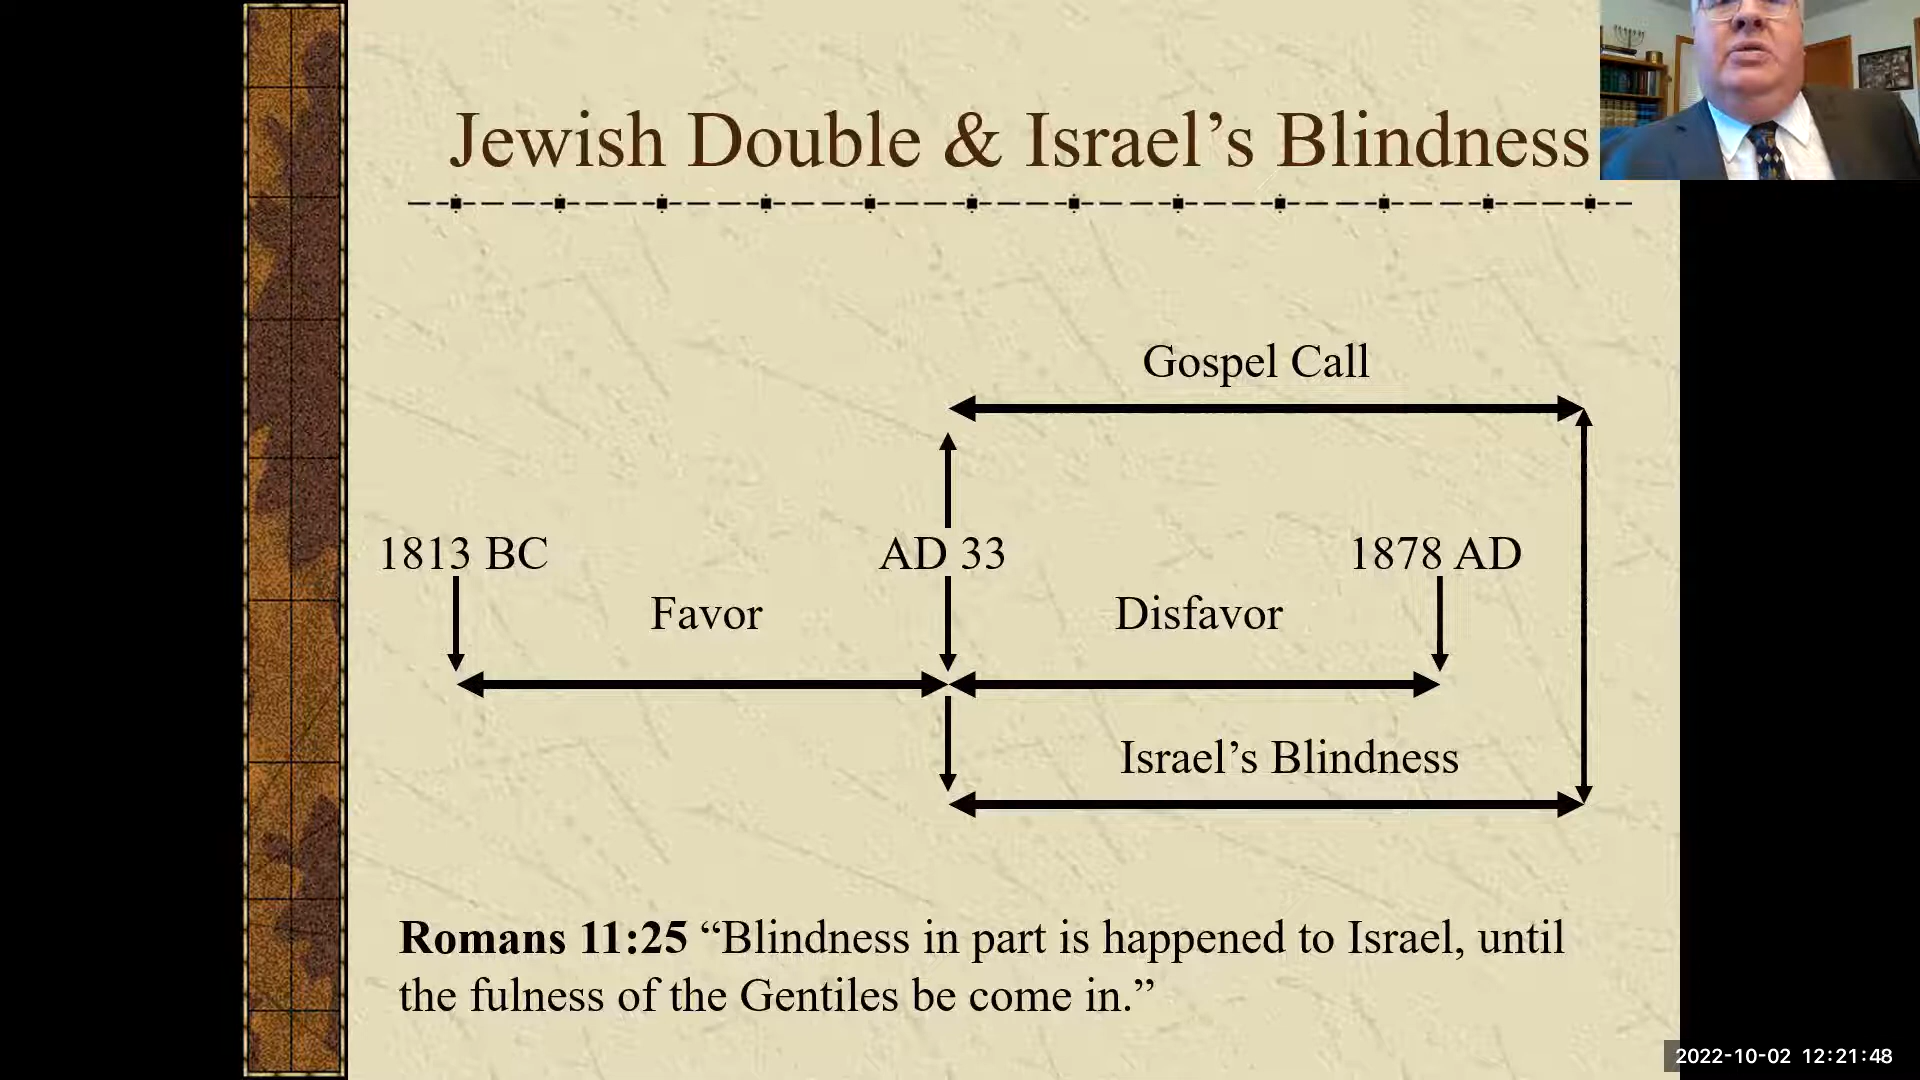 Jewish Double & Israel’s Blindness
Gospel Call
1813 BC
AD 33
1878 AD
Favor
Disfavor
Israel’s Blindness
Romans 11:25 “Blindness in part is happened to Israel, until
the fulness of the Gentiles be come in.”
2022-10-02 12:21:48